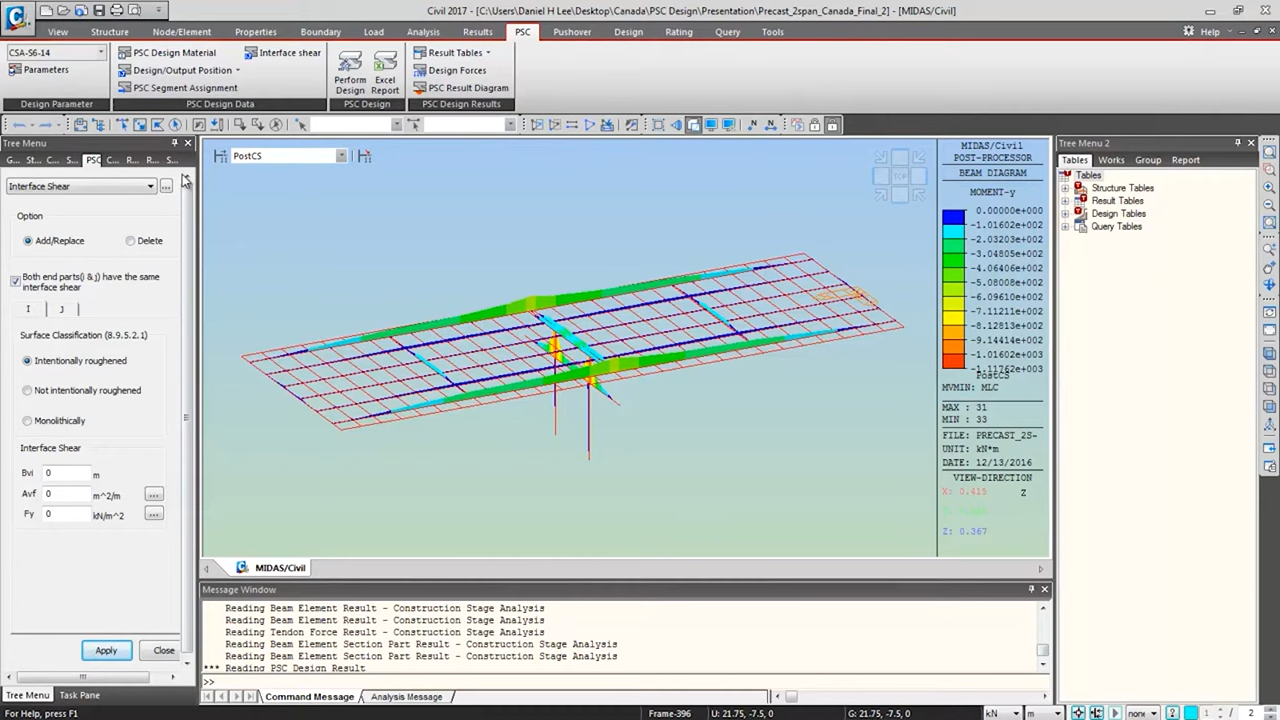 Civil 2017 - [C:\Users\Daniel H Lee\Desktop\Canada\PSC Design\Presentation\Precast_2span_Canada_Final_2] - [MIDAS/Civil]
View Structure Node/Element Properties Boundary Load Analysis Results PSC Pushover Design Rating Query Tools Help
CSA-S6-14 PSC Design Material Interface shear Result Tables
Parameters Design/Output Position Design Forces
PSC Segment Assignment Perform Design Excel Report PSC Result Diagram
Design Parameter PSC Design Data PSC Design PSC Design Results
Tree Menu
G... St... C... S... PSC C... R... R... S...
Interface Shear
Option
Add/Replace Delete
Both end parts(i & j) have the same
interface shear
I J
Surface Classification (8.9.5.2.1)
Intentionally roughened
Not intentionally roughened
Monolithically
Interface Shear
Bvi 0 m
Avf 0 m^2/m
Fy 0 kN/m^2
Apply Close
Tree Menu Task Pane
PostCS
TOP
MIDAS/Civil
POST-PROCESSOR
BEAM DIAGRAM
MOMENT-y
0.00000e+000
-1.01602e+002
-2.03203e+002
-3.04805e+002
-4.06406e+002
-5.08008e+002
-6.09610e+002
-7.11211e+002
-8.12813e+002
-9.14414e+002
-1.01602e+003
-1.11762e+003
PostCS
MVMIN: MLC
MAX : 31
MIN : 33
FILE: PRECAST_2S~
UNIT: kN*m
DATE: 12/13/2016
VIEW-DIRECTION
X: 0.415
Z
Z: 0.367
MIDAS/Civil
Message Window
Reading Beam Element Result - Construction Stage Analysis
Reading Beam Element Result - Construction Stage Analysis
Reading Tendon Force Result - Construction Stage Analysis
Reading Beam Element Section Part Result - Construction Stage Analysis
Reading Beam Element Section Part Result - Construction Stage Analysis
*** Reading PSC Design Result
>>
Command Message Analysis Message
Tree Menu 2
Tables Works Group Report
Tables
Structure Tables
Result Tables
Design Tables
Query Tables
For Help, press F1 Frame-396 U: 21.75, -7.5, 0 G: 21.75, -7.5, 0 kN m none ? 1 / 2